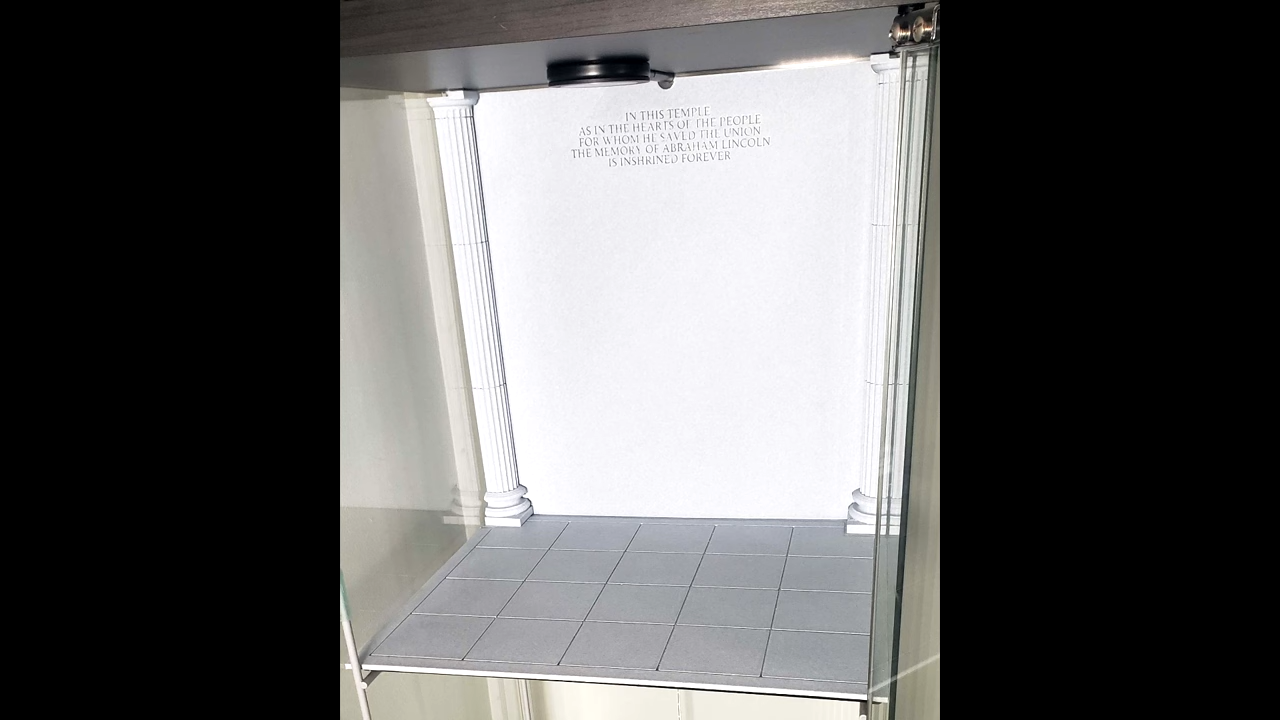 IN THIS TEMPLE
AS IN THE HEARTS OF THE PEOPLE
FOR WHOM HE SAVED THE UNION
THE MEMORY OF ABRAHAM LINCOLN
IS INSHRINED FOREVER